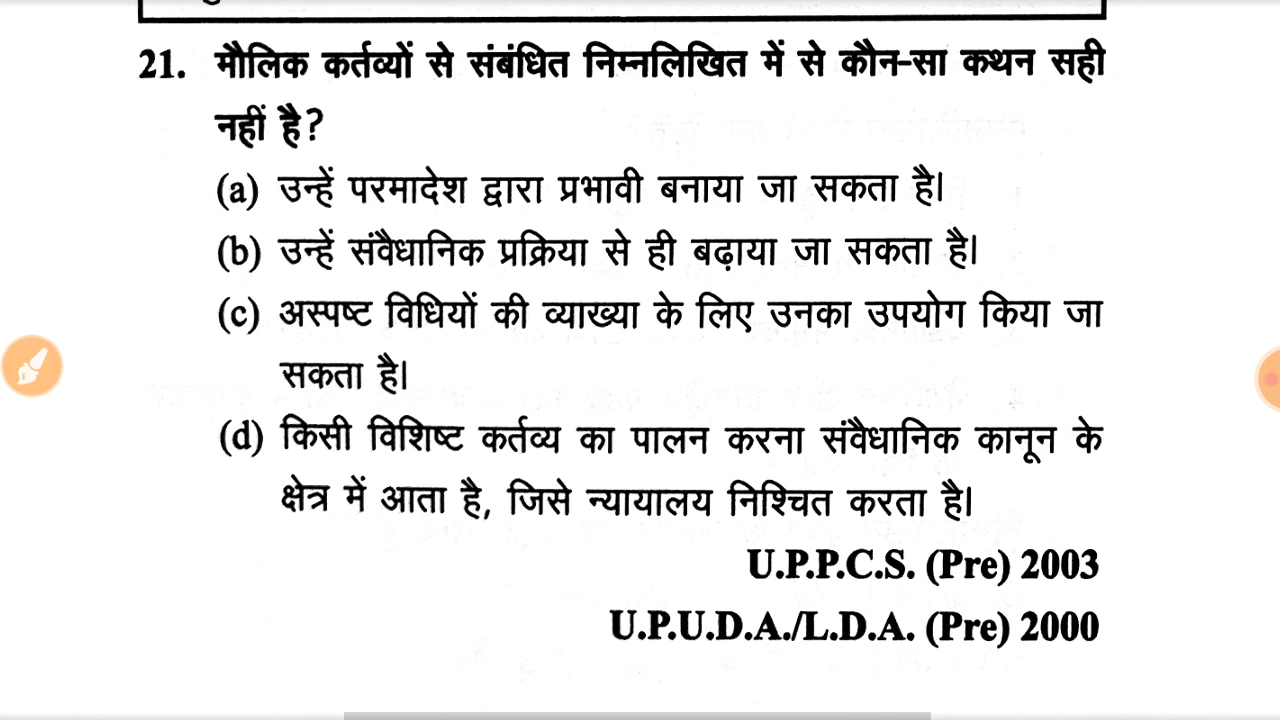 21. मौलिक कर्तव्यों से संबंधित निम्नलिखित में से कौन-सा कथन सही
नहीं है?
(a) उन्हें परमादेश द्वारा प्रभावी बनाया जा सकता है।
(b) उन्हें संवैधानिक प्रक्रिया से ही बढ़ाया जा सकता है।
(c) अस्पष्ट विधियों की व्याख्या के लिए उनका उपयोग किया जा
सकता है।
(d) किसी विशिष्ट कर्तव्य का पालन करना संवैधानिक कानून के
क्षेत्र में आता है, जिसे न्यायालय निश्चित करता है।
U.P.P.C.S. (Pre) 2003
U.P.U.D.A./L.D.A. (Pre) 2000